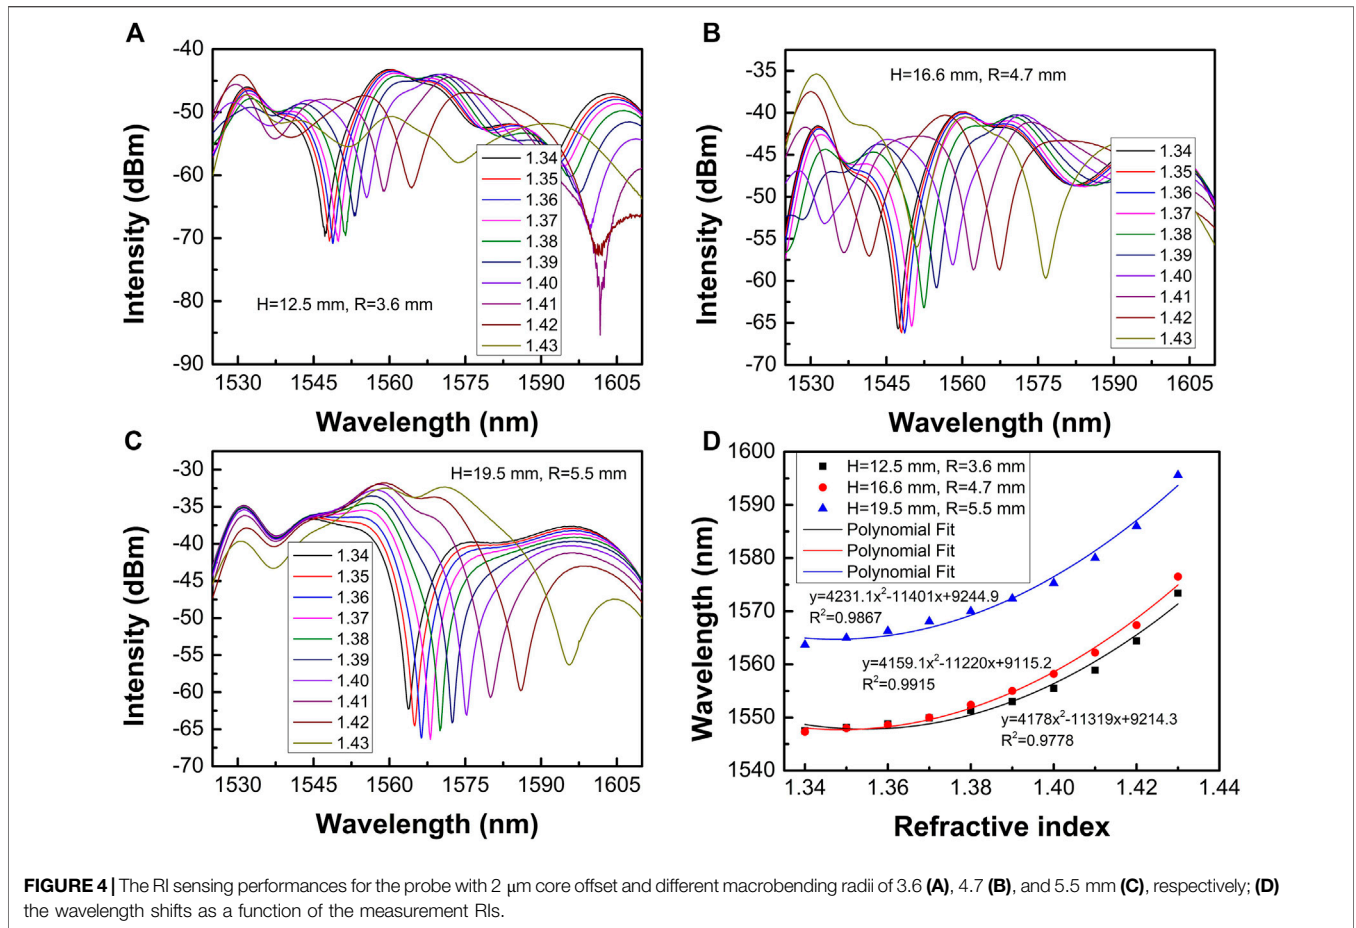 A
-40
-50
-60
-70
-80
-90
Intensity (dBm)
H=12.5 mm, R=3.6 mm
1.34
1.35
1.36
1.37
1.38
1.39
1.40
1.41
1.42
1.43
1530 1545 1560 1575 1590 1605
Wavelength (nm)
B
-35
-40
-45
-50
-55
-60
-65
-70
Intensity (dBm)
H=16.6 mm, R=4.7 mm
1.34
1.35
1.36
1.37
1.38
1.39
1.40
1.41
1.42
1.43
1530 1545 1560 1575 1590 1605
Wavelength (nm)
C
-30
-35
-40
-45
-50
-55
-60
-65
-70
Intensity (dBm)
H=19.5 mm, R=5.5 mm
1.34
1.35
1.36
1.37
1.38
1.39
1.40
1.41
1.42
1.43
1530 1545 1560 1575 1590 1605
Wavelength (nm)
D
1600
1590
1580
1570
1560
1550
1540
Wavelength (nm)
H=12.5 mm, R=3.6 mm
H=16.6 mm, R=4.7 mm
H=19.5 mm, R=5.5 mm
Polynomial Fit
Polynomial Fit
Polynomial Fit
y=4231.1x²-11401x+9244.9
R²=0.9867
y=4159.1x²-11220x+9115.2
R²=0.9915
y=4178x²-11319x+9214.3
R²=0.9778
1.34 1.36 1.38 1.40 1.42 1.44
Refractive index
FIGURE 4 | The RI sensing performances for the probe with 2 μm core offset and different macrobending radii of 3.6 (A), 4.7 (B), and 5.5 mm (C), respectively; (D)
the wavelength shifts as a function of the measurement RIs.